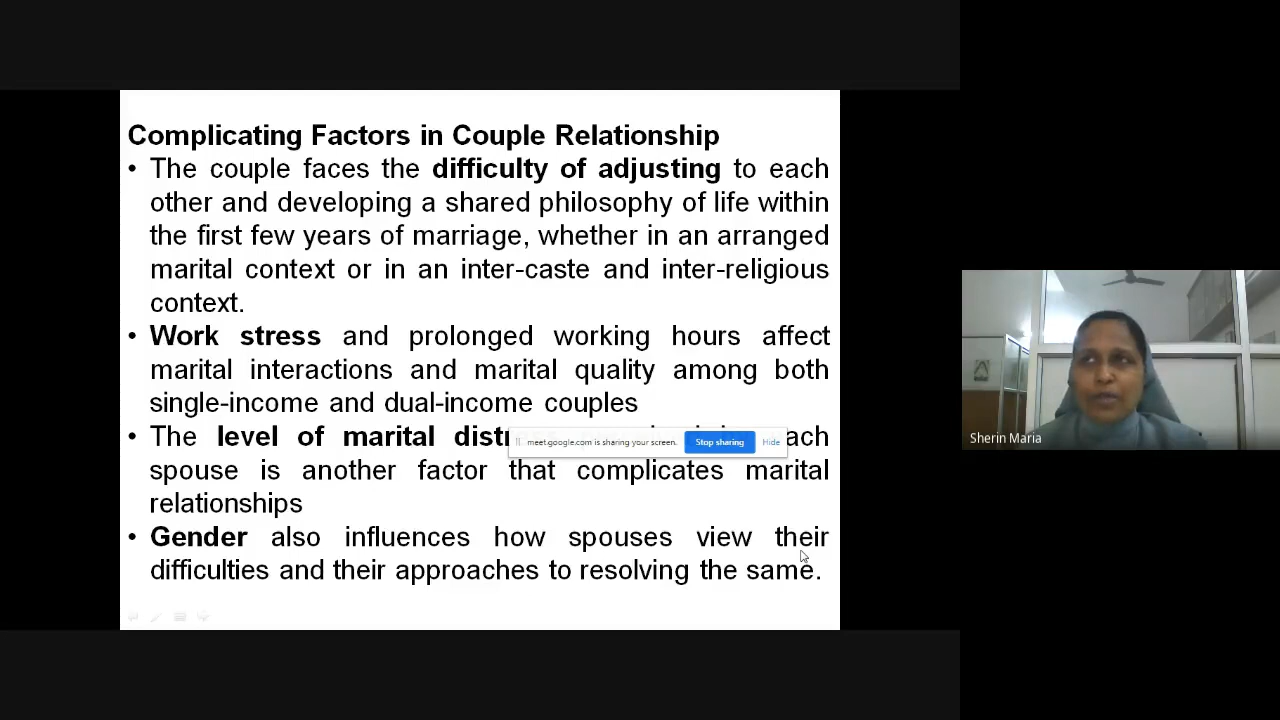 Complicating Factors in Couple Relationship
• The couple faces the difficulty of adjusting to each
other and developing a shared philosophy of life within
the first few years of marriage, whether in an arranged
marital context or in an inter-caste and inter-religious
context.
• Work stress and prolonged working hours affect
marital interactions and marital quality among both
single-income and dual-income couples
• The level of marital
meet.google.com is sharing your screen. Stop sharing Hide
spouse is another factor that complicates marital
relationships
• Gender also influences how spouses view their
difficulties and their approaches to resolving the same.
Sherin Maria